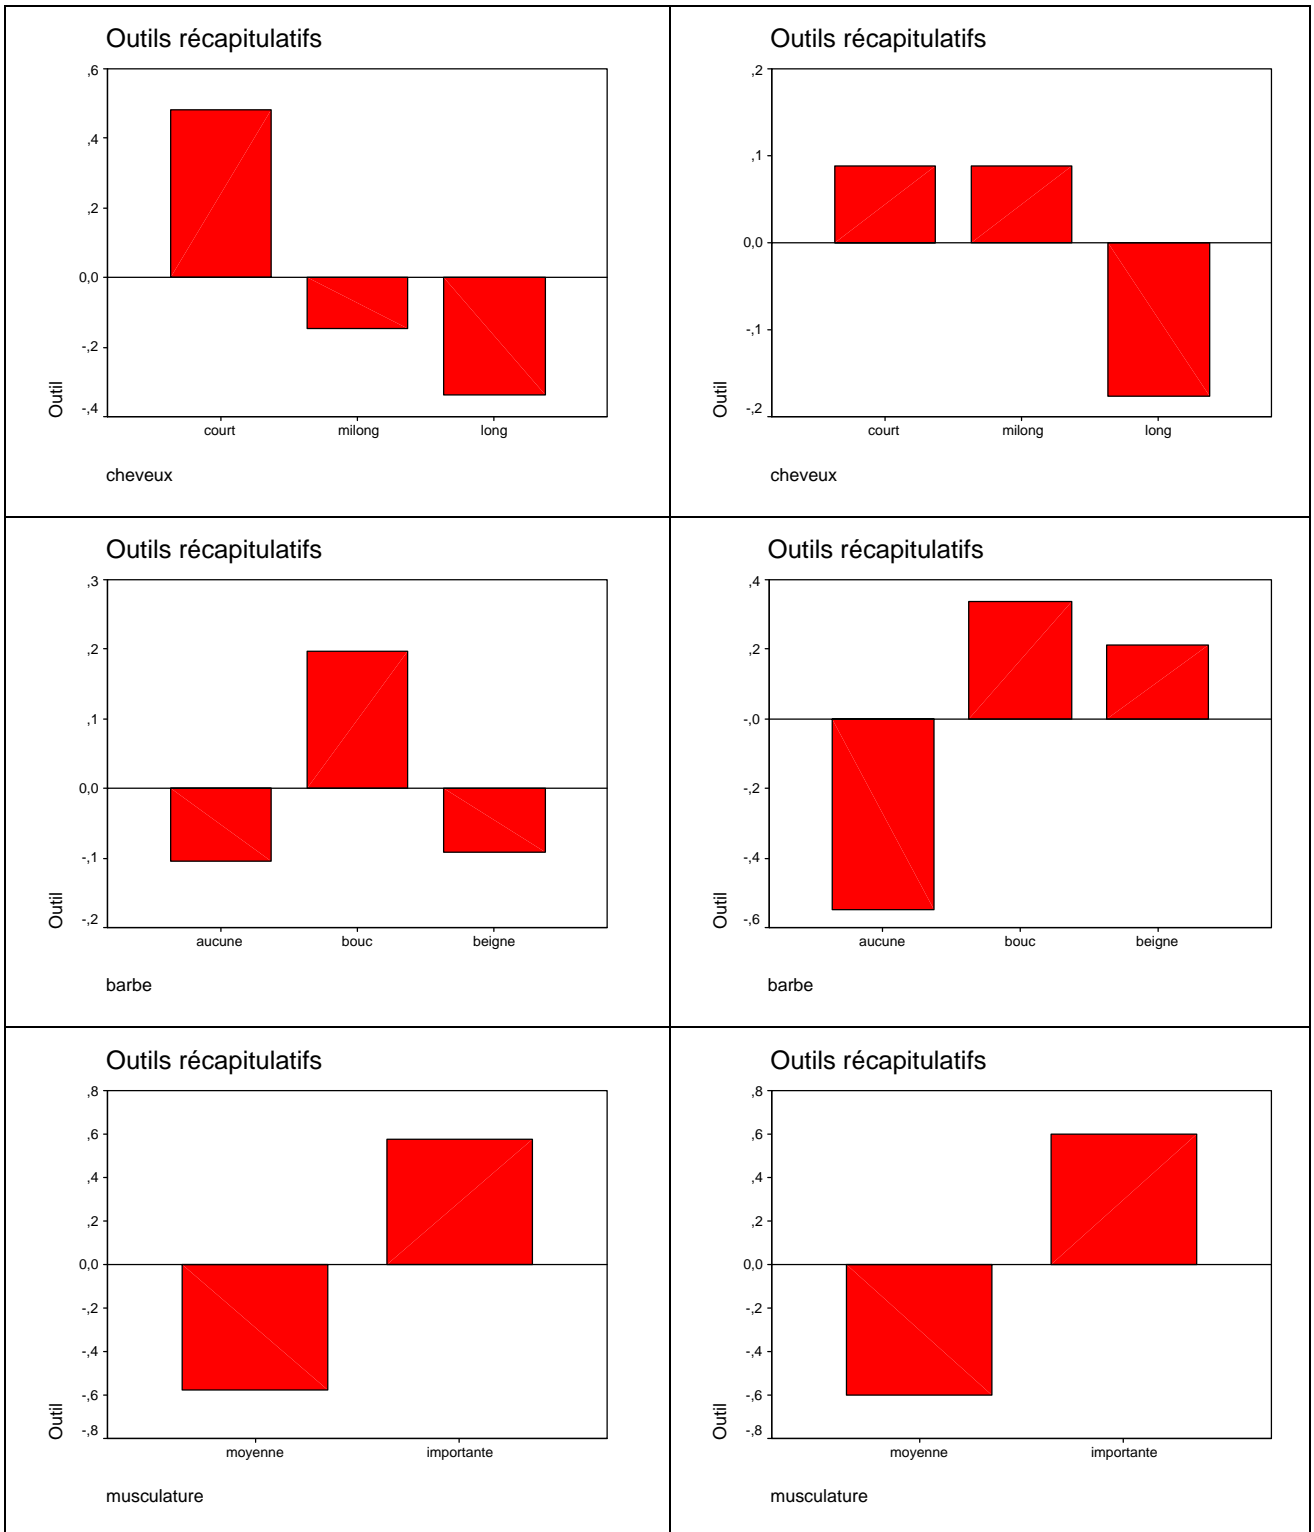 Outils récapitulatifs
,6
,4
,2
0,0
-,2
-,4
Outil
court milong long
cheveux
Outils récapitulatifs
,2
,1
0,0
-,1
-,2
Outil
court milong long
cheveux
Outils récapitulatifs
,3
,2
,1
0,0
-,1
-,2
Outil
aucune bouc beigne
barbe
Outils récapitulatifs
,4
,2
-,0
-,2
-,4
-,6
Outil
aucune bouc beigne
barbe
Outils récapitulatifs
,8
,6
,4
,2
0,0
-,2
-,4
-,6
-,8
Outil
moyenne importante
musculature
Outils récapitulatifs
,8
,6
,4
,2
0,0
-,2
-,4
-,6
-,8
Outil
moyenne importante
musculature